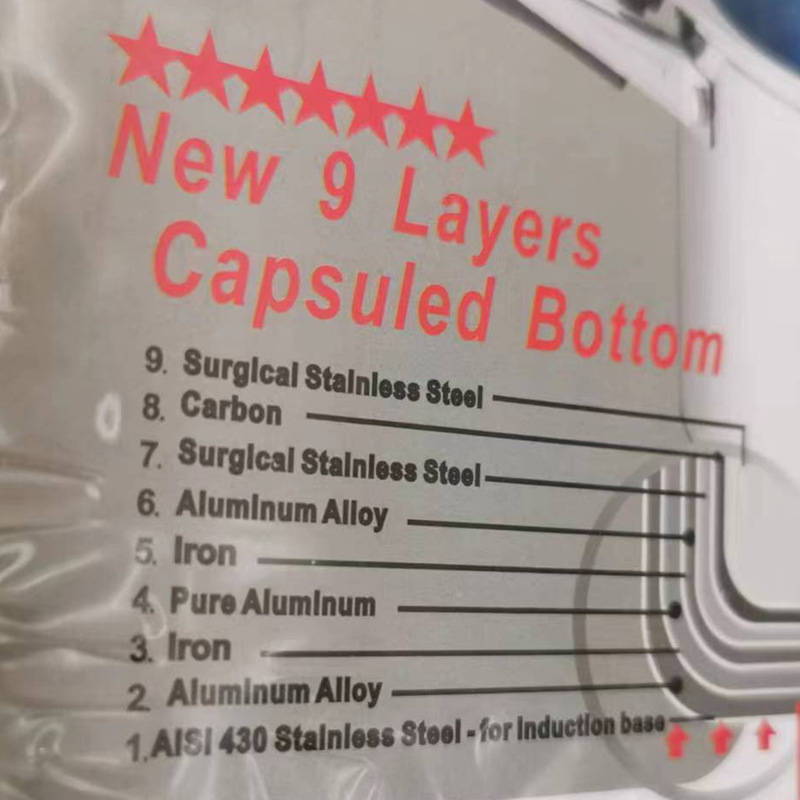 New 9 Layers
Capsuled Bottom
9. Surgical Stainless Steel
8. Carbon
7. Surgical Stainless Steel
6. Aluminum Alloy
5. Iron
4. Pure Aluminum
3. Iron
2. Aluminum Alloy
1. AISI 430 Stainless Steel - for Induction base